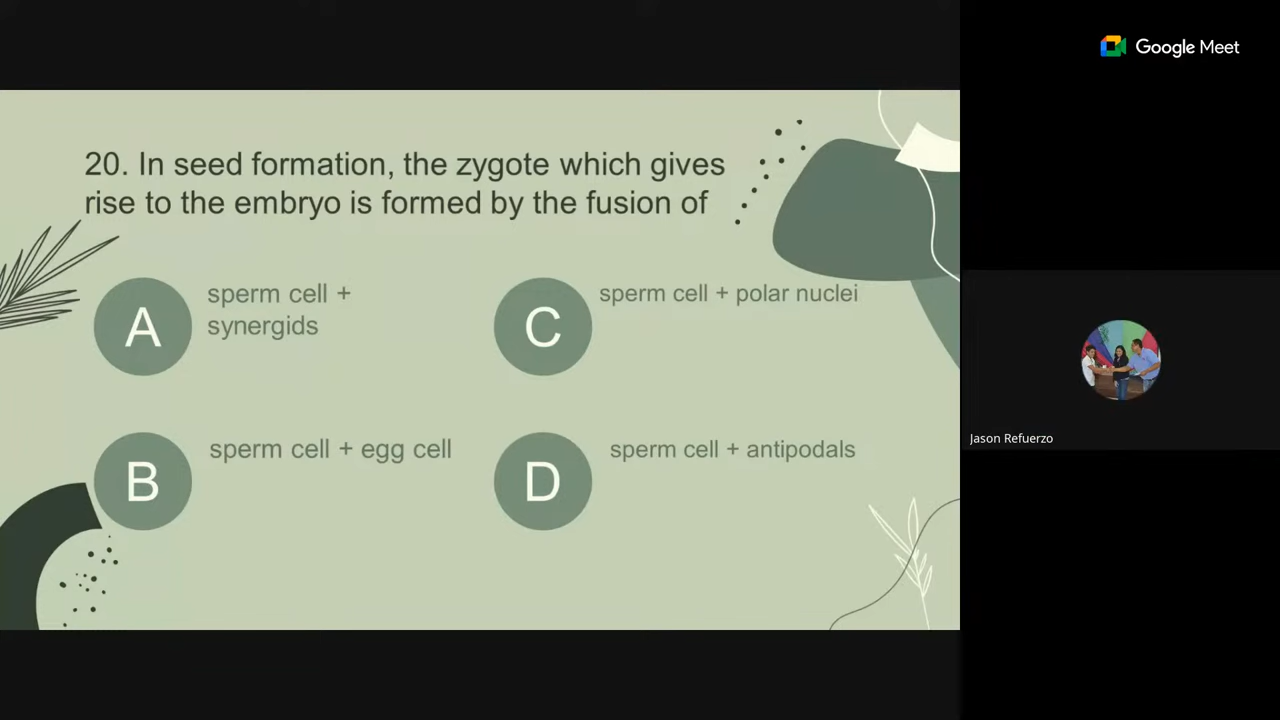 Google Meet
20. In seed formation, the zygote which gives
rise to the embryo is formed by the fusion of
A
sperm cell +
synergids
C
sperm cell + polar nuclei
B
sperm cell + egg cell
D
sperm cell + antipodals
Jason Refuerzo